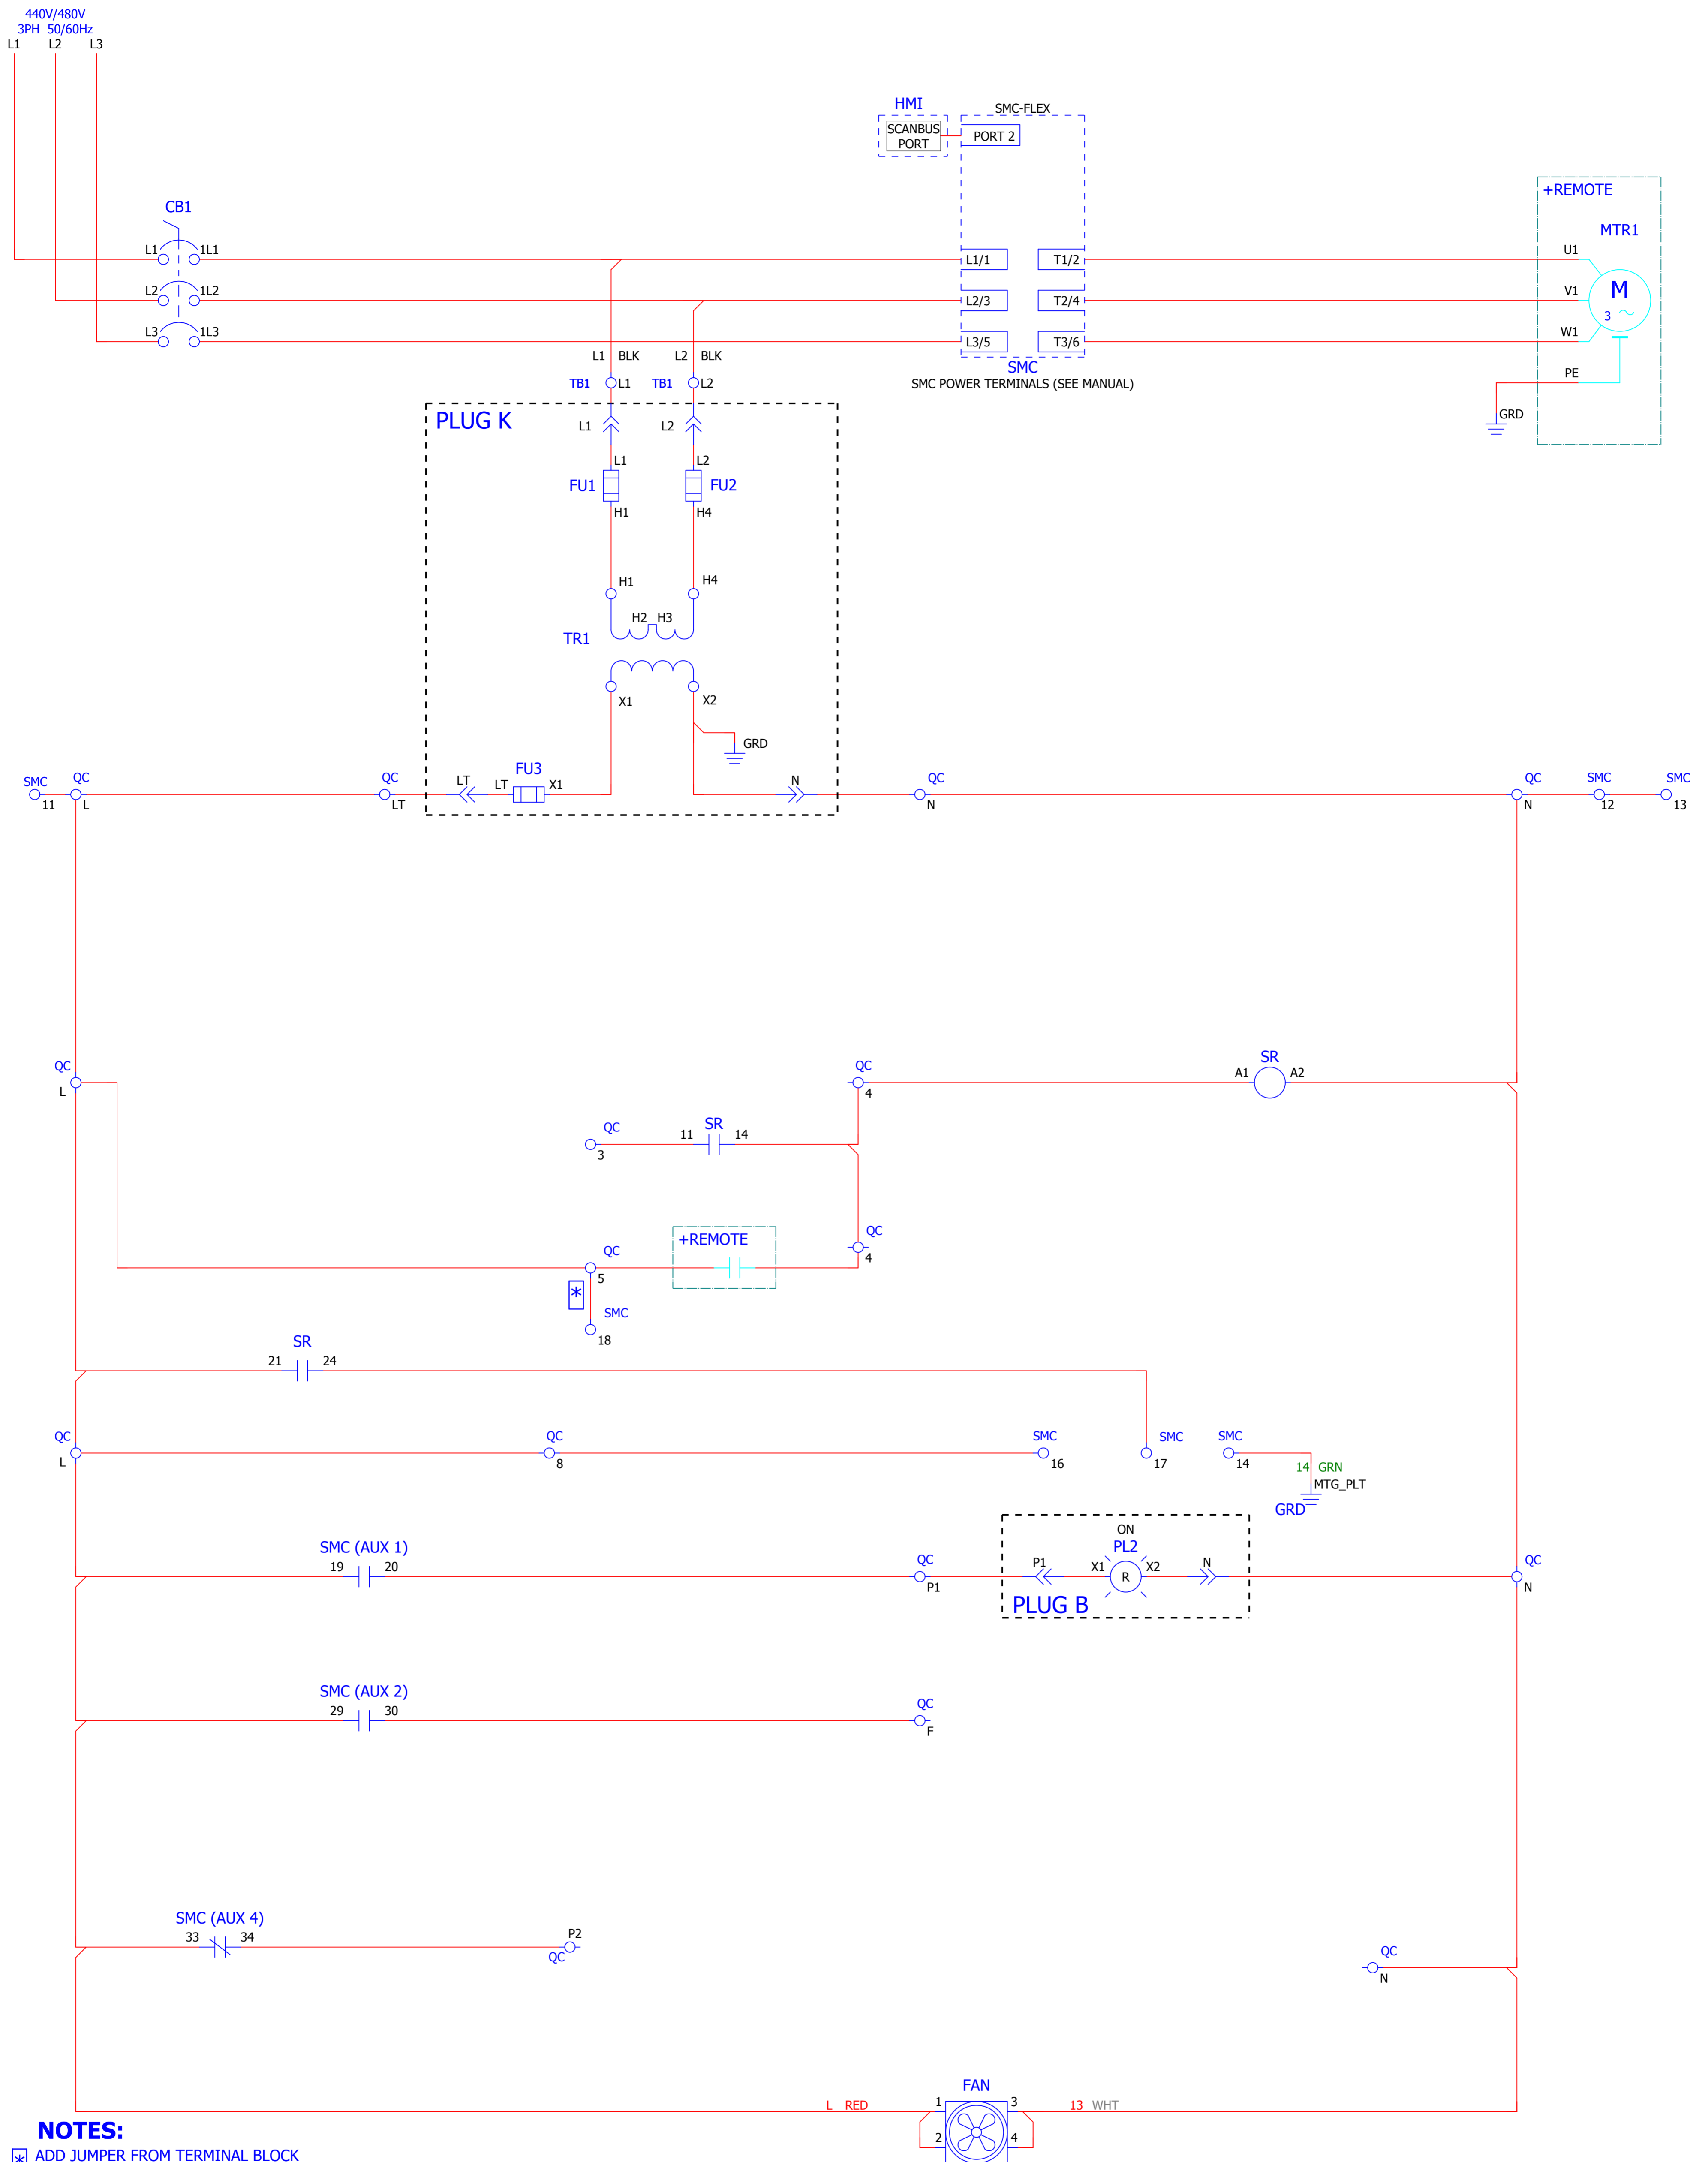 440V/480V
3PH 50/60Hz
L1 L2 L3
HMI
SMC-FLEX
SCANBUS
PORT
PORT 2
+REMOTE
CB1
MTR1
L1 1L1
L1/1 T1/2
U1
L2 1L2
L2/3 T2/4
V1
M
3
L3 1L3
L3/5 T3/6
W1
L1 BLK L2 BLK
SMC
SMC POWER TERMINALS (SEE MANUAL)
PE
TB1 L1 TB1 L2
GRD
PLUG K
L1 L2
L1 L2
FU1 FU2
H1 H4
H1 H4
H2 H3
TR1
X1 X2
GRD
FU3
SMC QC QC LT LT X1 N QC QC SMC SMC
11 L LT N N 12 13
QC QC SR
A1 A2
L 4
QC SR
11 14
3
QC
+REMOTE
QC
4
5
*
SMC
18
SR
21 24
QC QC SMC SMC SMC
L 8 16 17 14
14 GRN
MTG_PLT
GRD
ON
SMC (AUX 1)
PL2
19 20 QC P1 X1 X2 N QC
R
P1 N
PLUG B
SMC (AUX 2)
29 30 QC
F
SMC (AUX 4)
33 34 P2
QC
QC
N
FAN
L RED 1 3 13 WHT
NOTES:
2 4
* ADD JUMPER FROM TERMINAL BLOCK